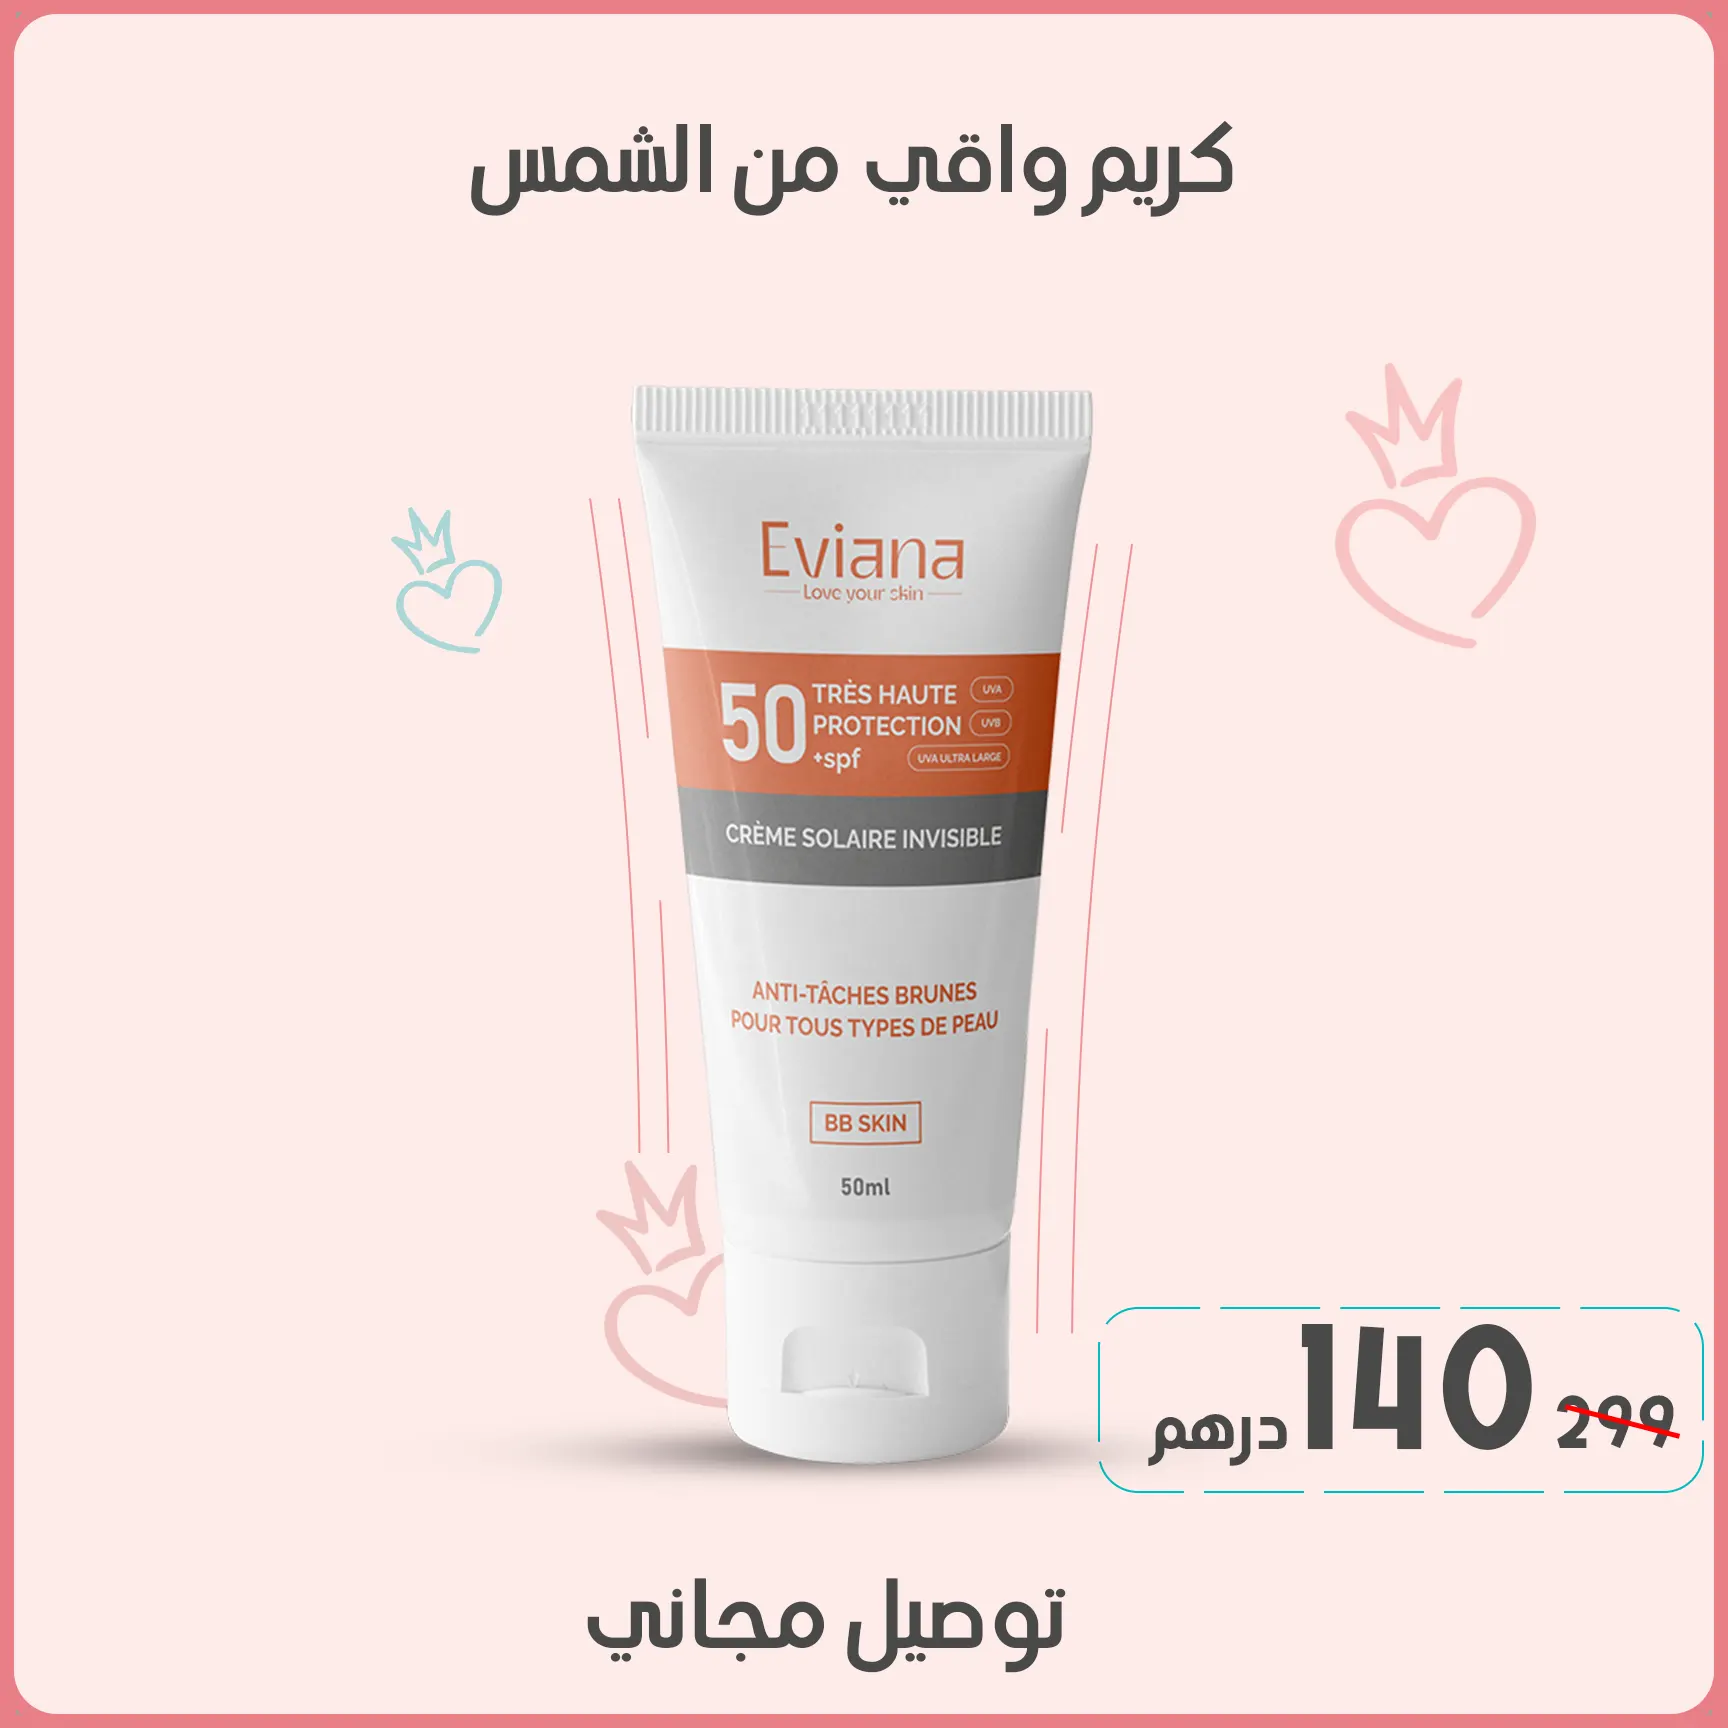 كريم واقي من الشمس
Eviana
Love your skin
50 TRÈS HAUTE PROTECTION +spf
UVA
UVB
UVA ULTRA LARGE
CRÈME SOLAIRE INVISIBLE
ANTI-TÂCHES BRUNES
POUR TOUS TYPES DE PEAU
BB SKIN
50ml
299 140 درهم
توصيل مجاني